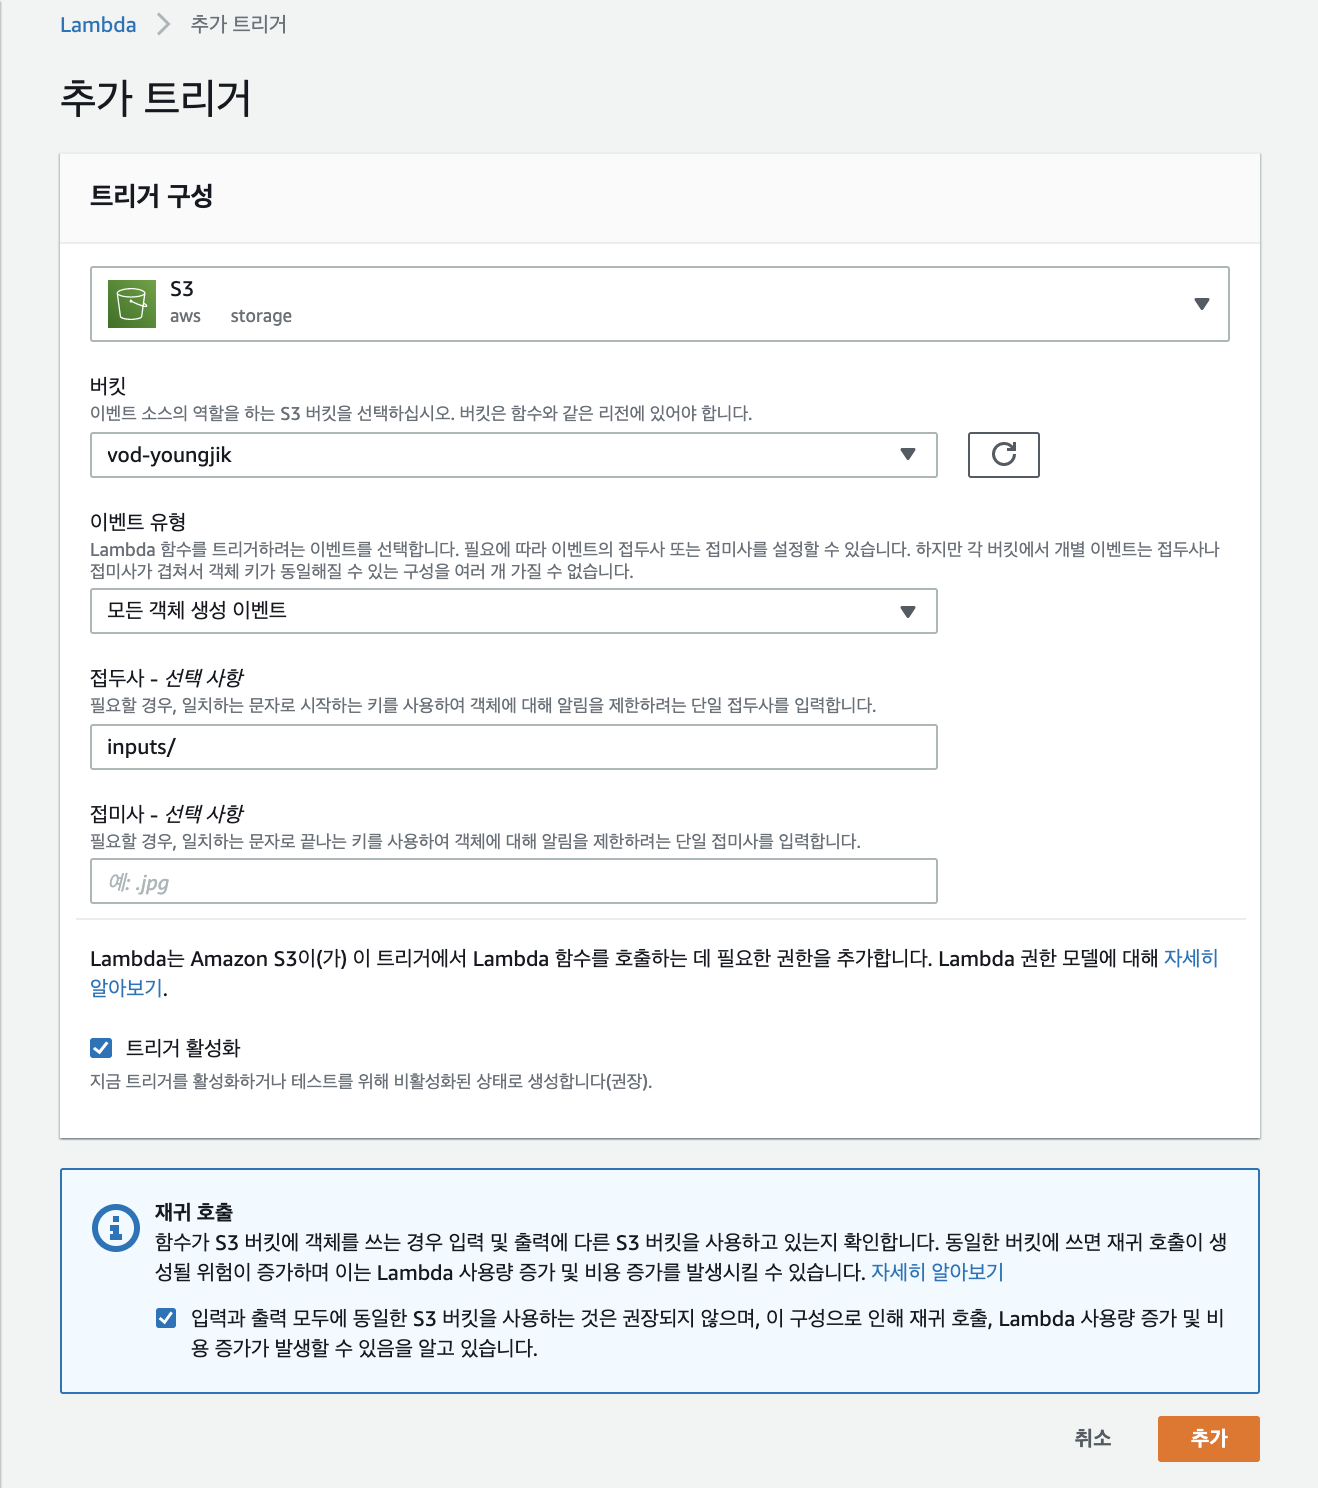 Lambda
추가 트리거
추가 트리거
트리거 구성
S3
aws storage
버킷
이벤트 소스의 역할을 하는 S3 버킷을 선택하십시오. 버킷은 함수와 같은 리전에 있어야 합니다.
vod-youngjik
이벤트 유형
Lambda 함수를 트리거하려는 이벤트를 선택합니다. 필요에 따라 이벤트의 접두사 또는 접미사를 설정할 수 있습니다. 하지만 각 버킷에서 개별 이벤트는 접두사나
접미사가 겹쳐서 객체 키가 동일해질 수 있는 구성을 여러 개 가질 수 없습니다.
모든 객체 생성 이벤트
접두사 - 선택 사항
필요할 경우, 일치하는 문자로 시작하는 키를 사용하여 객체에 대해 알림을 제한하려는 단일 접두사를 입력합니다.
inputs/
접미사 - 선택 사항
필요할 경우, 일치하는 문자로 끝나는 키를 사용하여 객체에 대해 알림을 제한하려는 단일 접미사를 입력합니다.
예: .jpg
Lambda는 Amazon S3이(가) 이 트리거에서 Lambda 함수를 호출하는 데 필요한 권한을 추가합니다. Lambda 권한 모델에 대해 자세히
알아보기.
트리거 활성화
지금 트리거를 활성화하거나 테스트를 위해 비활성화된 상태로 생성합니다(권장).
재귀 호출
함수가 S3 버킷에 객체를 쓰는 경우 입력 및 출력에 다른 S3 버킷을 사용하고 있는지 확인합니다. 동일한 버킷에 쓰면 재귀 호출이 생
성될 위험이 증가하며 이는 Lambda 사용량 증가 및 비용 증가를 발생시킬 수 있습니다. 자세히 알아보기
입력과 출력 모두에 동일한 S3 버킷을 사용하는 것은 권장되지 않으며, 이 구성으로 인해 재귀 호출, Lambda 사용량 증가 및 비
용 증가가 발생할 수 있음을 알고 있습니다.
취소
추가